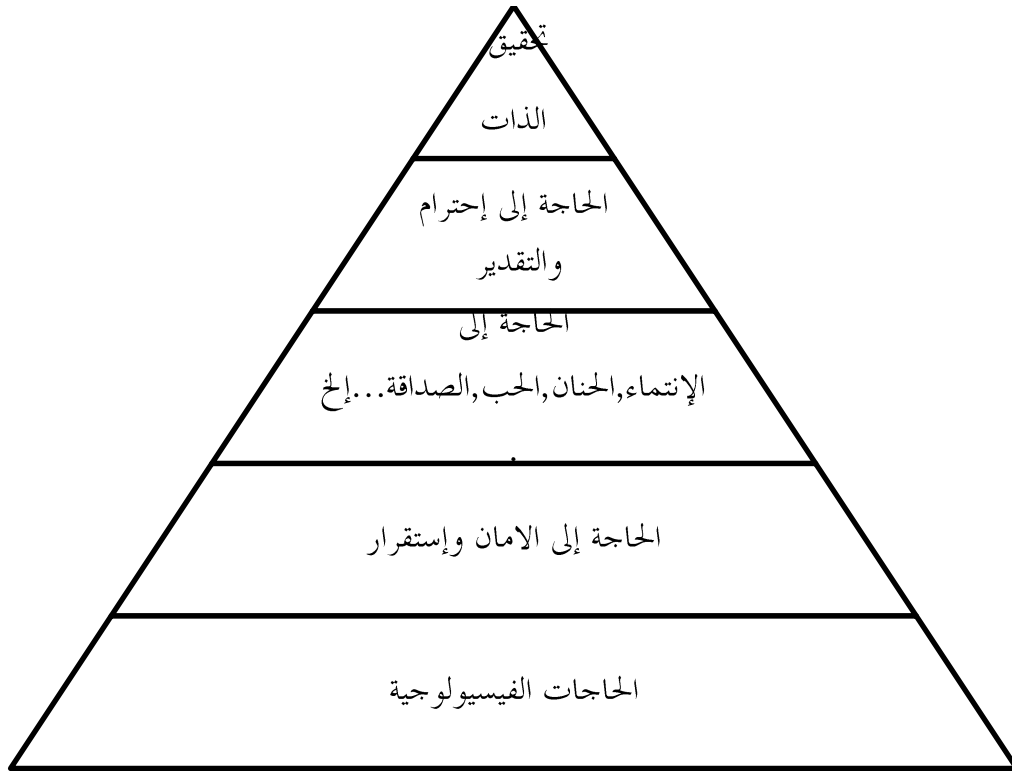 تحقيق
الذات
الحاجة إلى إحترام
والتقدير
الحاجة إلى
الإنتماء,الحنان,الحب,الصداقة...إلخ
.
الحاجة إلى الامان وإستقرار
الحاجات الفيسيولوجية